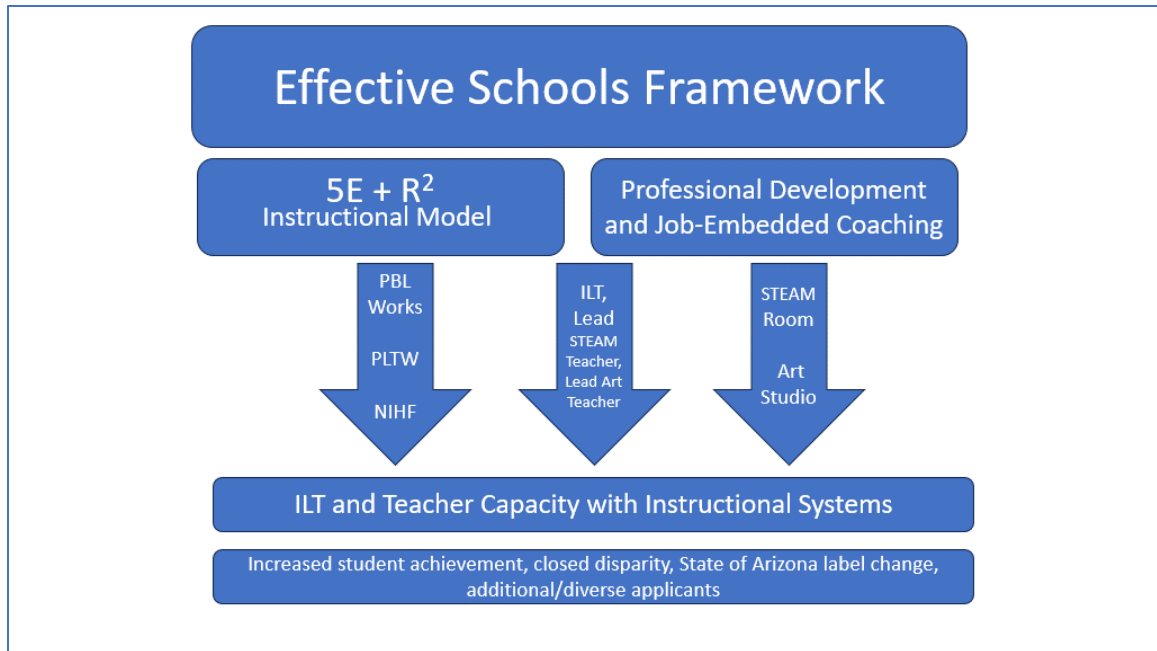 Effective Schools Framework
5E + R²
Instructional Model
Professional Development
and Job-Embedded Coaching
PBL
Works
PLTW
NIHF
ILT,
Lead
STEAM
Teacher,
Lead Art
Teacher
STEAM
Room
Art
Studio
ILT and Teacher Capacity with Instructional Systems
Increased student achievement, closed disparity, State of Arizona label change,
additional/diverse applicants